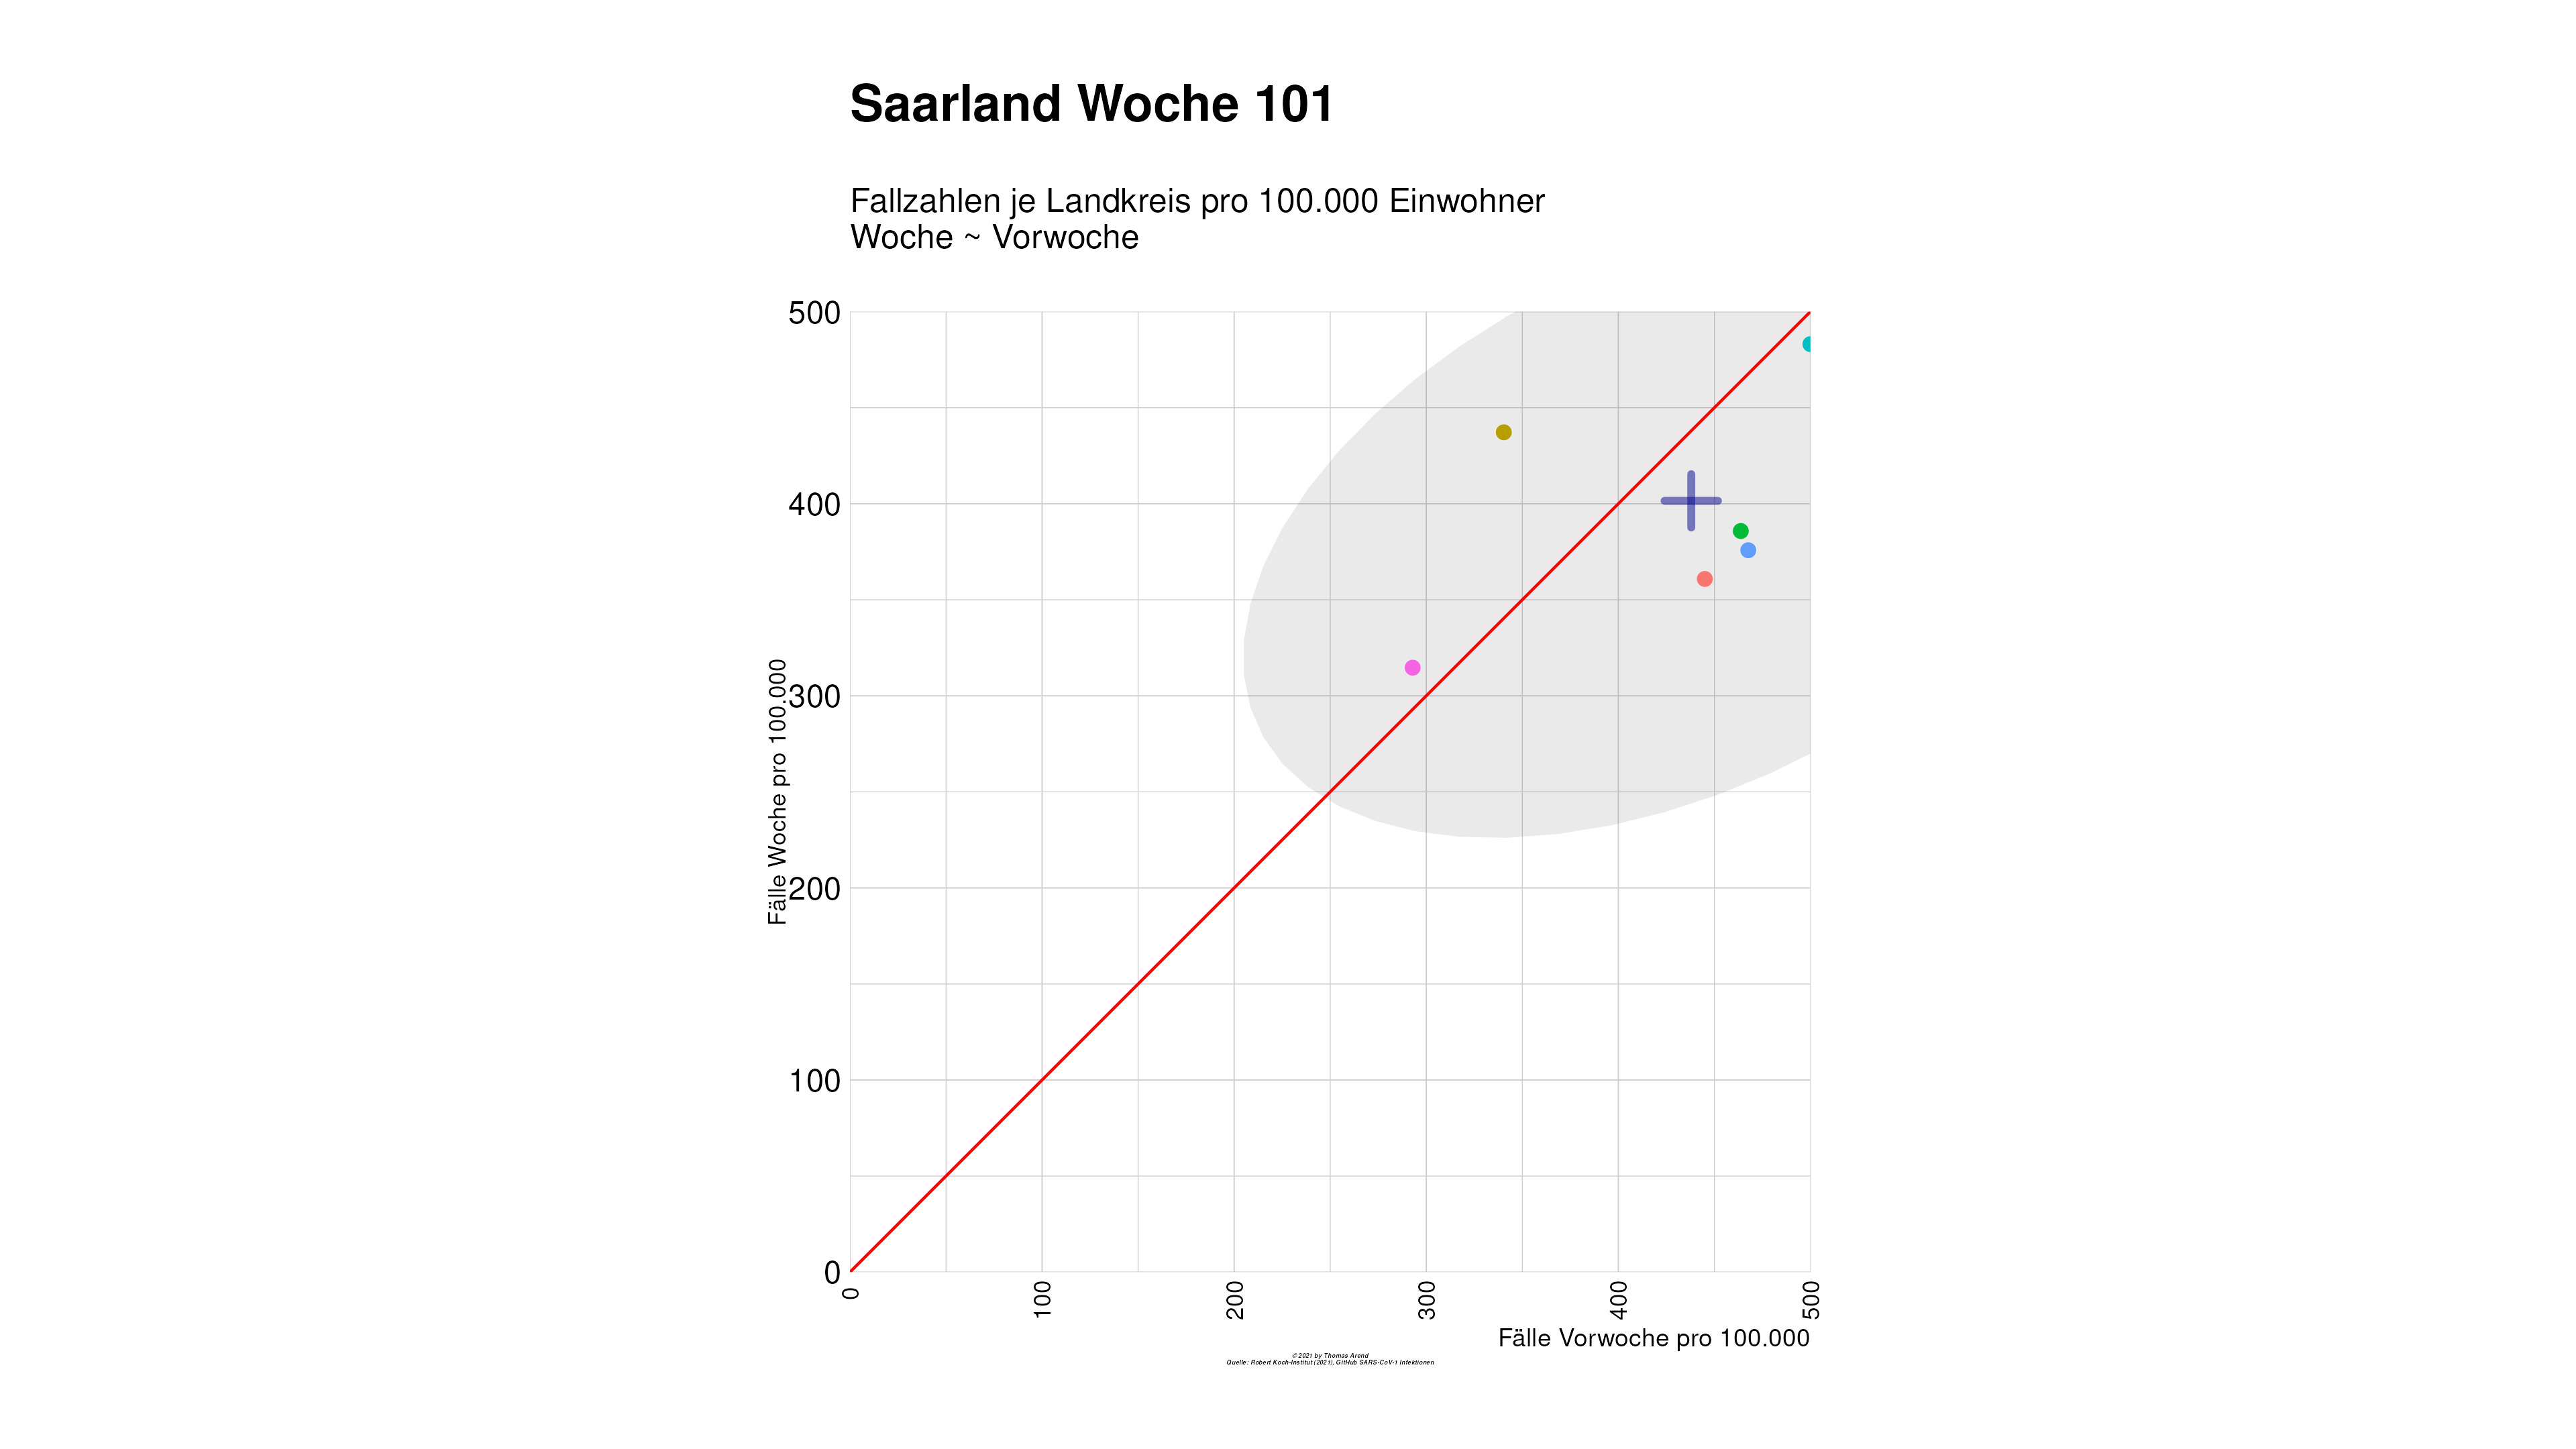 Saarland Woche 101
Fallzahlen je Landkreis pro 100.000 Einwohner
Woche ~ Vorwoche
500
400
300
200
100
0
Fälle Woche pro 100.000
0
100
200
300
400
500
Fälle Vorwoche pro 100.000
© 2021 by Thomas Arend
Quelle: Robert Koch-Institut (2021), GitHub SARS-CoV-1 Infektionen